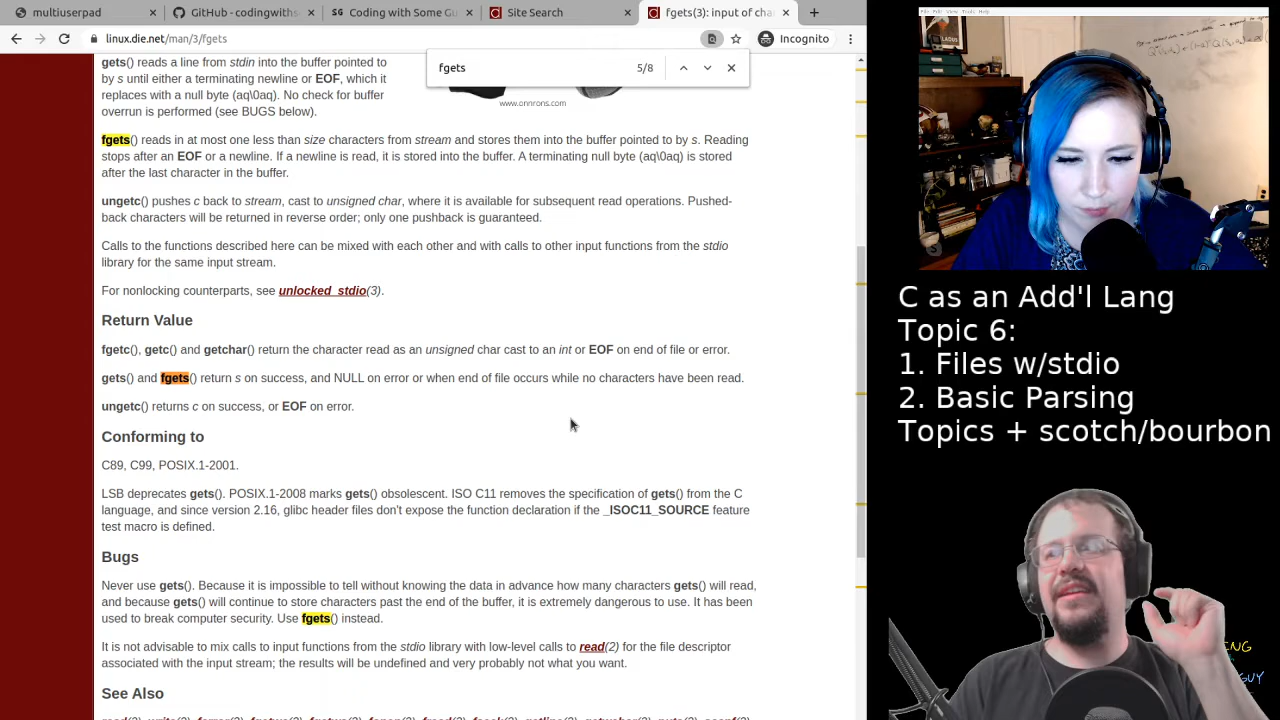 multiuserpad
GitHub - codingwiths
Coding with Some Gu
Site Search
fgets(3): input of char
linux.die.net/man/3/fgets
Incognito
fgets
5/8
gets() reads a line from stdin into the buffer pointed to
by s until either a terminating newline or EOF, which it
replaces with a null byte (aq\0aq). No check for buffer
overrun is performed (see BUGS below).
www.onnrons.com
fgets() reads in at most one less than size characters from stream and stores them into the buffer pointed to by s. Reading
stops after an EOF or a newline. If a newline is read, it is stored into the buffer. A terminating null byte (aq\0aq) is stored
after the last character in the buffer.
ungetc() pushes c back to stream, cast to unsigned char, where it is available for subsequent read operations. Pushed-
back characters will be returned in reverse order; only one pushback is guaranteed.
Calls to the functions described here can be mixed with each other and with calls to other input functions from the stdio
library for the same input stream.
For nonlocking counterparts, see unlocked_stdio(3).
Return Value
fgetc(), getc() and getchar() return the character read as an unsigned char cast to an int or EOF on end of file or error.
gets() and fgets() return s on success, and NULL on error or when end of file occurs while no characters have been read.
ungetc() returns c on success, or EOF on error.
Conforming to
C89, C99, POSIX.1-2001.
LSB deprecates gets(). POSIX.1-2008 marks gets() obsolescent. ISO C11 removes the specification of gets() from the C
language, and since version 2.16, glibc header files don't expose the function declaration if the _ISOC11_SOURCE feature
test macro is defined.
Bugs
Never use gets(). Because it is impossible to tell without knowing the data in advance how many characters gets() will read,
and because gets() will continue to store characters past the end of the buffer, it is extremely dangerous to use. It has been
used to break computer security. Use fgets() instead.
It is not advisable to mix calls to input functions from the stdio library with low-level calls to read(2) for the file descriptor
associated with the input stream; the results will be undefined and very probably not what you want.
See Also
File Edit View Tools Help
C as an Add'l Lang
Topic 6:
1. Files w/stdio
2. Basic Parsing
Topics + scotch/bourbon